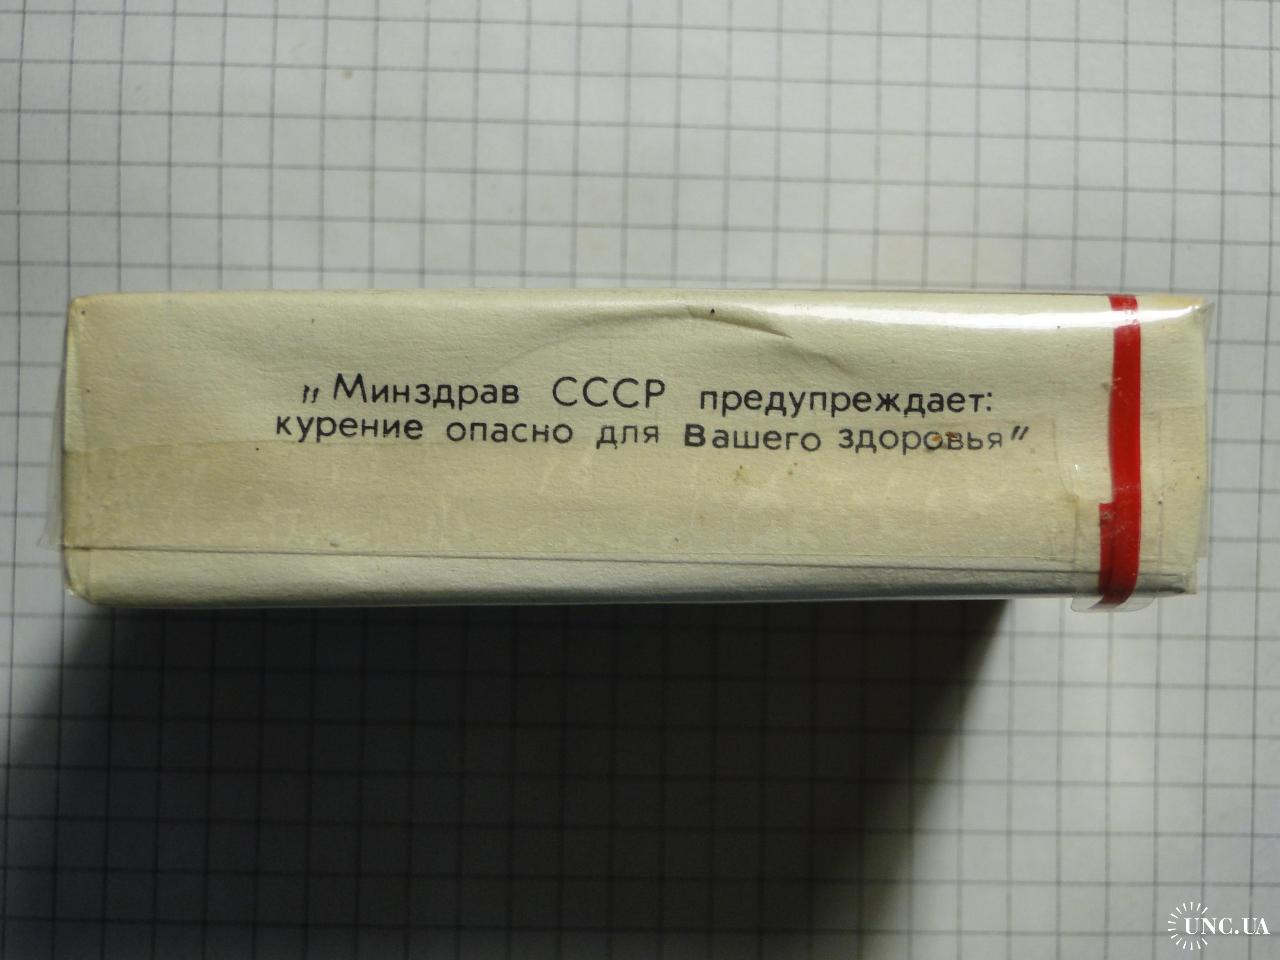 „Минздрав СССР предупреждает:
курение опасно для Вашего здоровья”
UNC.UA